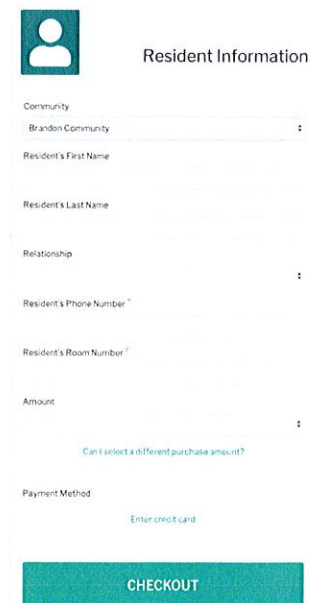 Resident Information
Community
Brandon Community
Resident's First Name
Resident's Last Name
Relationship
Resident's Phone Number
Resident's Room Number
Amount
Can I select a different purchase amount?
Payment Method
Enter credit card
CHECKOUT